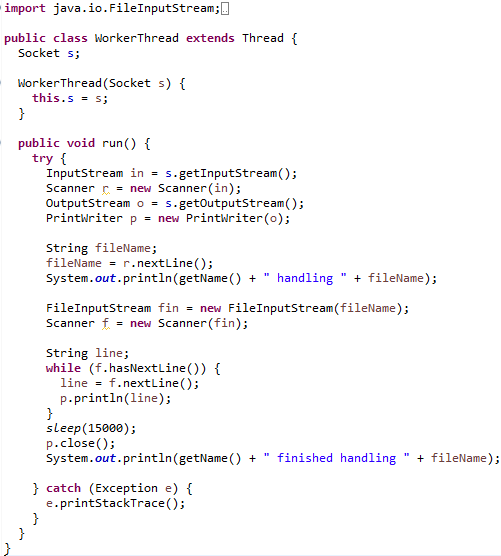 import java.io.FileInputStream;
public class WorkerThread extends Thread {
Socket s;
WorkerThread(Socket s) {
this.s = s;
}
public void run() {
try {
InputStream in = s.getInputStream();
Scanner r = new Scanner(in);
OutputStream o = s.getOutputStream();
PrintWriter p = new PrintWriter(o);
String fileName;
fileName = r.nextLine();
System.out.println(getName() + " handling " + fileName);
FileInputStream fin = new FileInputStream(fileName);
Scanner f = new Scanner(fin);
String line;
while (f.hasNextLine()) {
line = f.nextLine();
p.println(line);
}
sleep(15000);
p.close();
System.out.println(getName() + " finished handling " + fileName);
} catch (Exception e) {
e.printStackTrace();
}
}
}